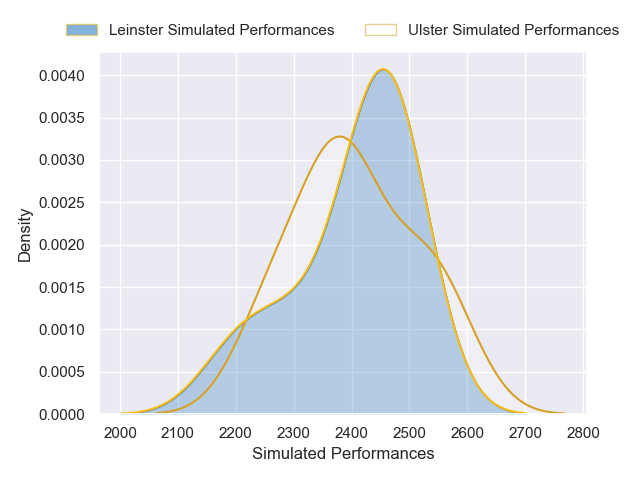 Leinster Simulated Performances
Ulster Simulated Performances
0.0040
0.0035
0.0030
0.0025
0.0020
0.0015
0.0010
0.0005
0.0000
Density
2000 2100 2200 2300 2400 2500 2600 2700 2800
Simulated Performances